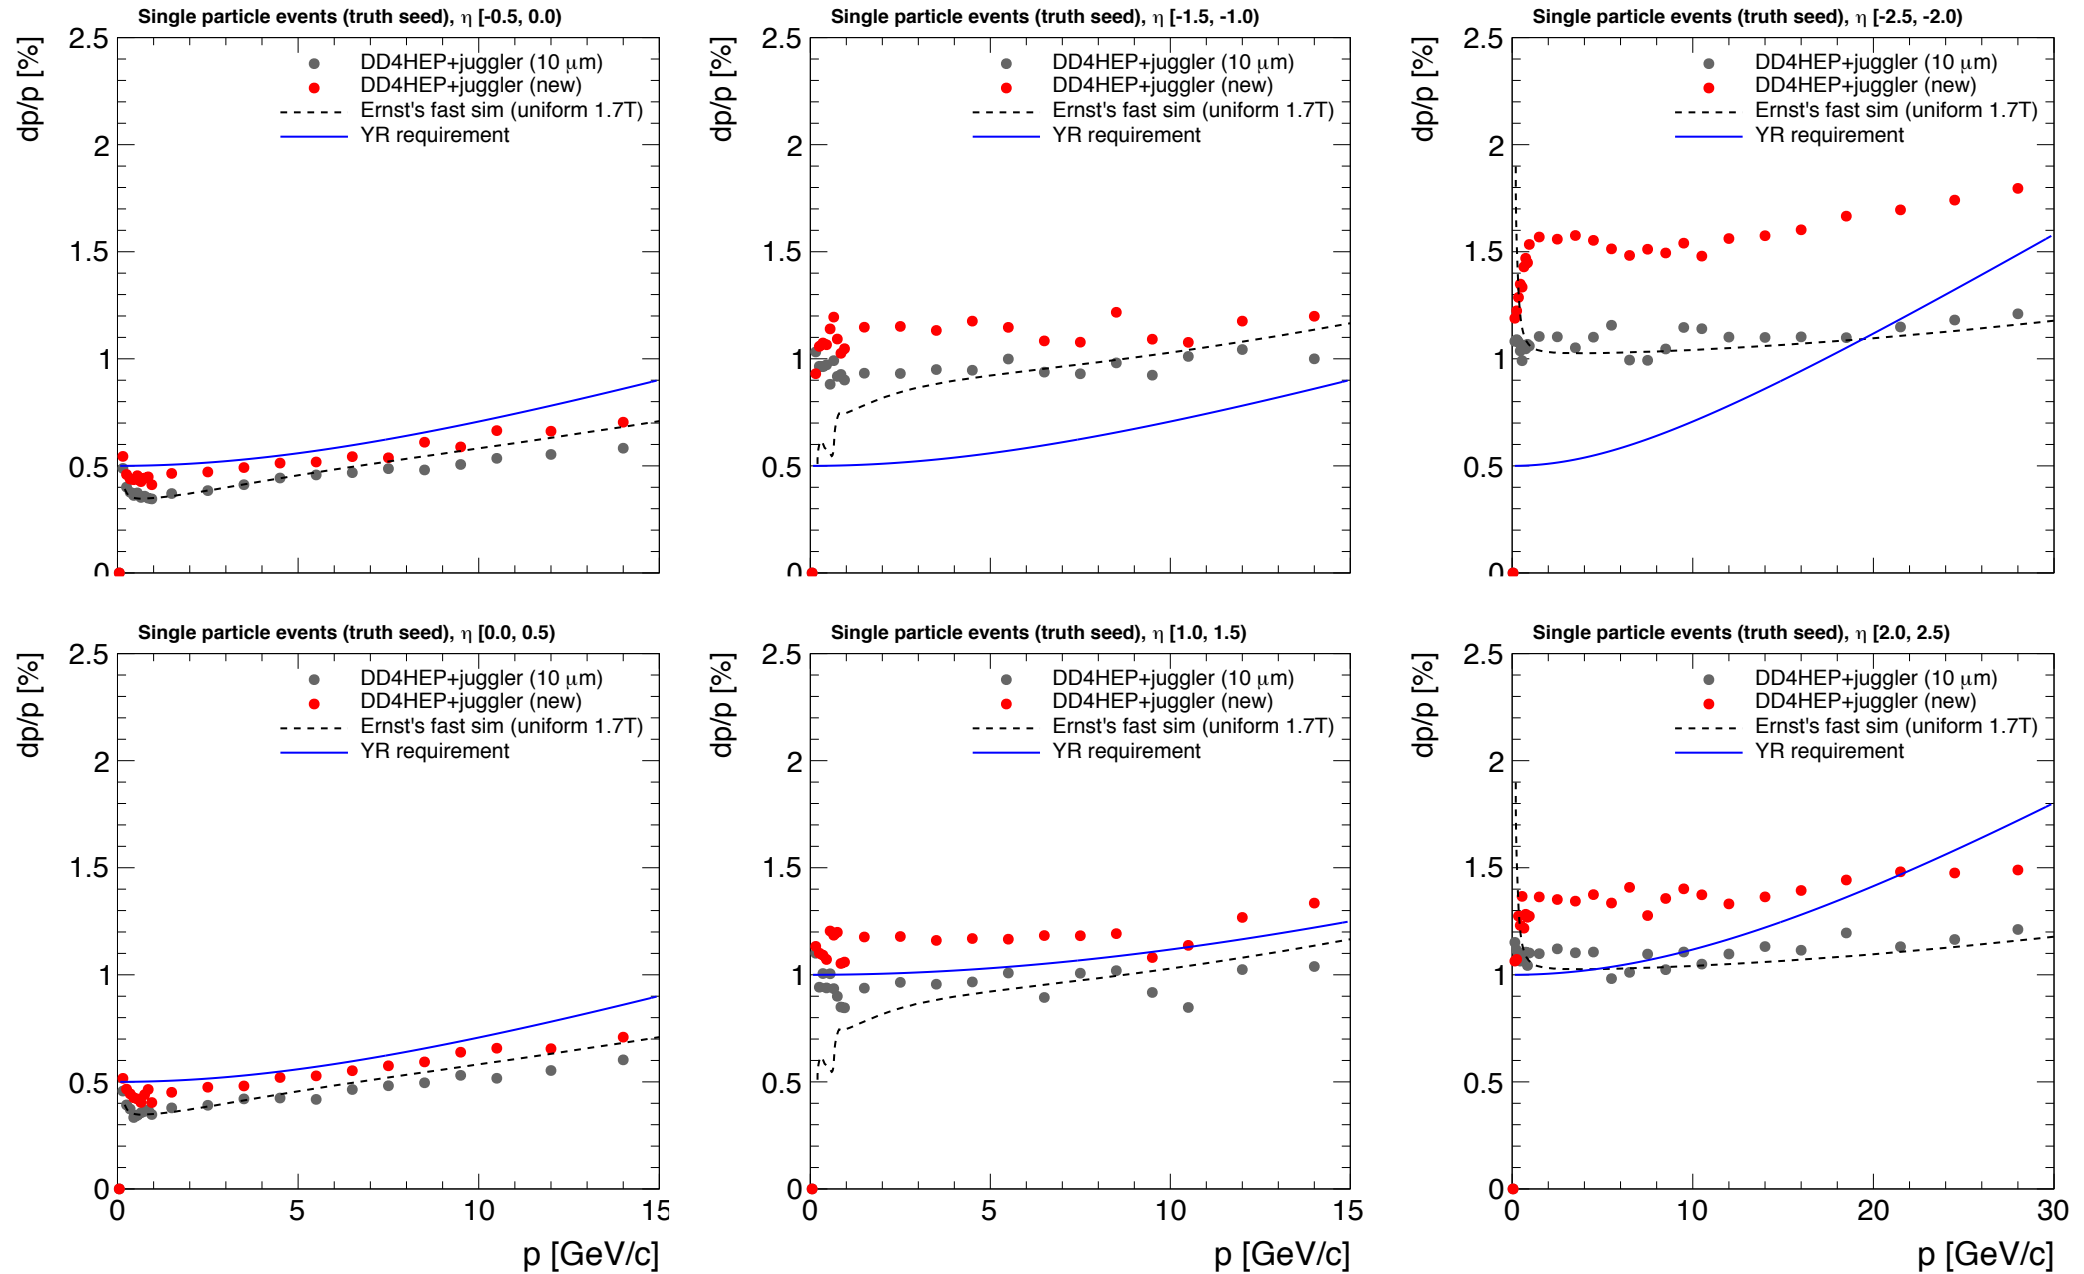 Single particle events (truth seed), η [-0.5, 0.0)
dp/p [%]
2.5
2
1.5
1
0.5
0
DD4HEP+juggler (10 μm)
DD4HEP+juggler (new)
Ernst's fast sim (uniform 1.7T)
YR requirement
Single particle events (truth seed), η [-1.5, -1.0)
dp/p [%]
2.5
2
1.5
1
0.5
0
DD4HEP+juggler (10 μm)
DD4HEP+juggler (new)
Ernst's fast sim (uniform 1.7T)
YR requirement
Single particle events (truth seed), η [-2.5, -2.0)
dp/p [%]
2.5
2
1.5
1
0.5
0
DD4HEP+juggler (10 μm)
DD4HEP+juggler (new)
Ernst's fast sim (uniform 1.7T)
YR requirement
Single particle events (truth seed), η [0.0, 0.5)
dp/p [%]
2.5
2
1.5
1
0.5
0
DD4HEP+juggler (10 μm)
DD4HEP+juggler (new)
Ernst's fast sim (uniform 1.7T)
YR requirement
0 5 10 15
p [GeV/c]
Single particle events (truth seed), η [1.0, 1.5)
dp/p [%]
2.5
2
1.5
1
0.5
0
DD4HEP+juggler (10 μm)
DD4HEP+juggler (new)
Ernst's fast sim (uniform 1.7T)
YR requirement
0 5 10 15
p [GeV/c]
Single particle events (truth seed), η [2.0, 2.5)
dp/p [%]
2.5
2
1.5
1
0.5
0
DD4HEP+juggler (10 μm)
DD4HEP+juggler (new)
Ernst's fast sim (uniform 1.7T)
YR requirement
0 10 20 30
p [GeV/c]